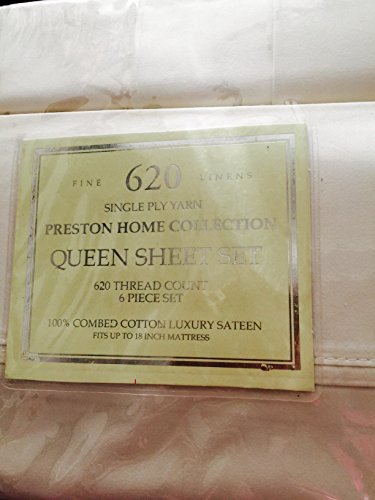 FINE 620 LINENS
SINGLE PLY YARN
PRESTON HOME COLLECTION
QUEEN SHEET SET
620 THREAD COUNT
6 PIECE SET
100% COMBED COTTON LUXURY SATEEN
FITS UP TO 18 INCH MATTRESS